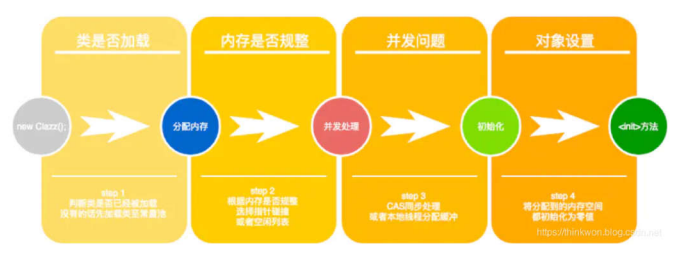 类是否加载
内存是否规整
并发问题
对象设置
new Clazz();
分配内存
并发处理
初始化
<init>方法
step 1
判断类是否已经被加载
没有的话先加载类至常量池
step 2
根据内存是否规整
选择指针碰撞
或者空闲列表
step 3
CAS同步处理
或者本地线程分配缓冲
step 4
将分配到的内存空间
都初始化为零值
https://thinkwon.blog.csdn.net